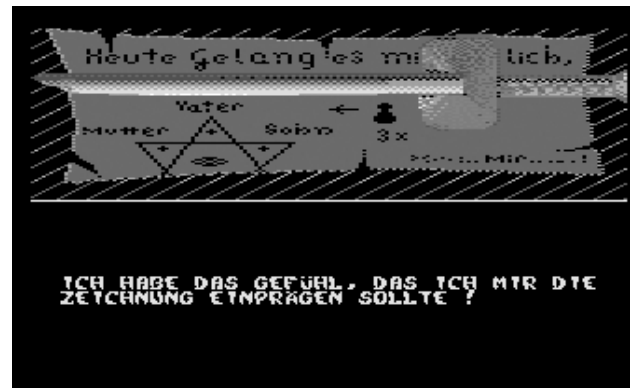 Heute Gelang es mi lich,
Vater
Mutter Sohn
3x
ICH HABE DAS GEFÜHL, DAS ICH MIR DIE
ZEICHNUNG EINPRÄGEN SOLLTE !